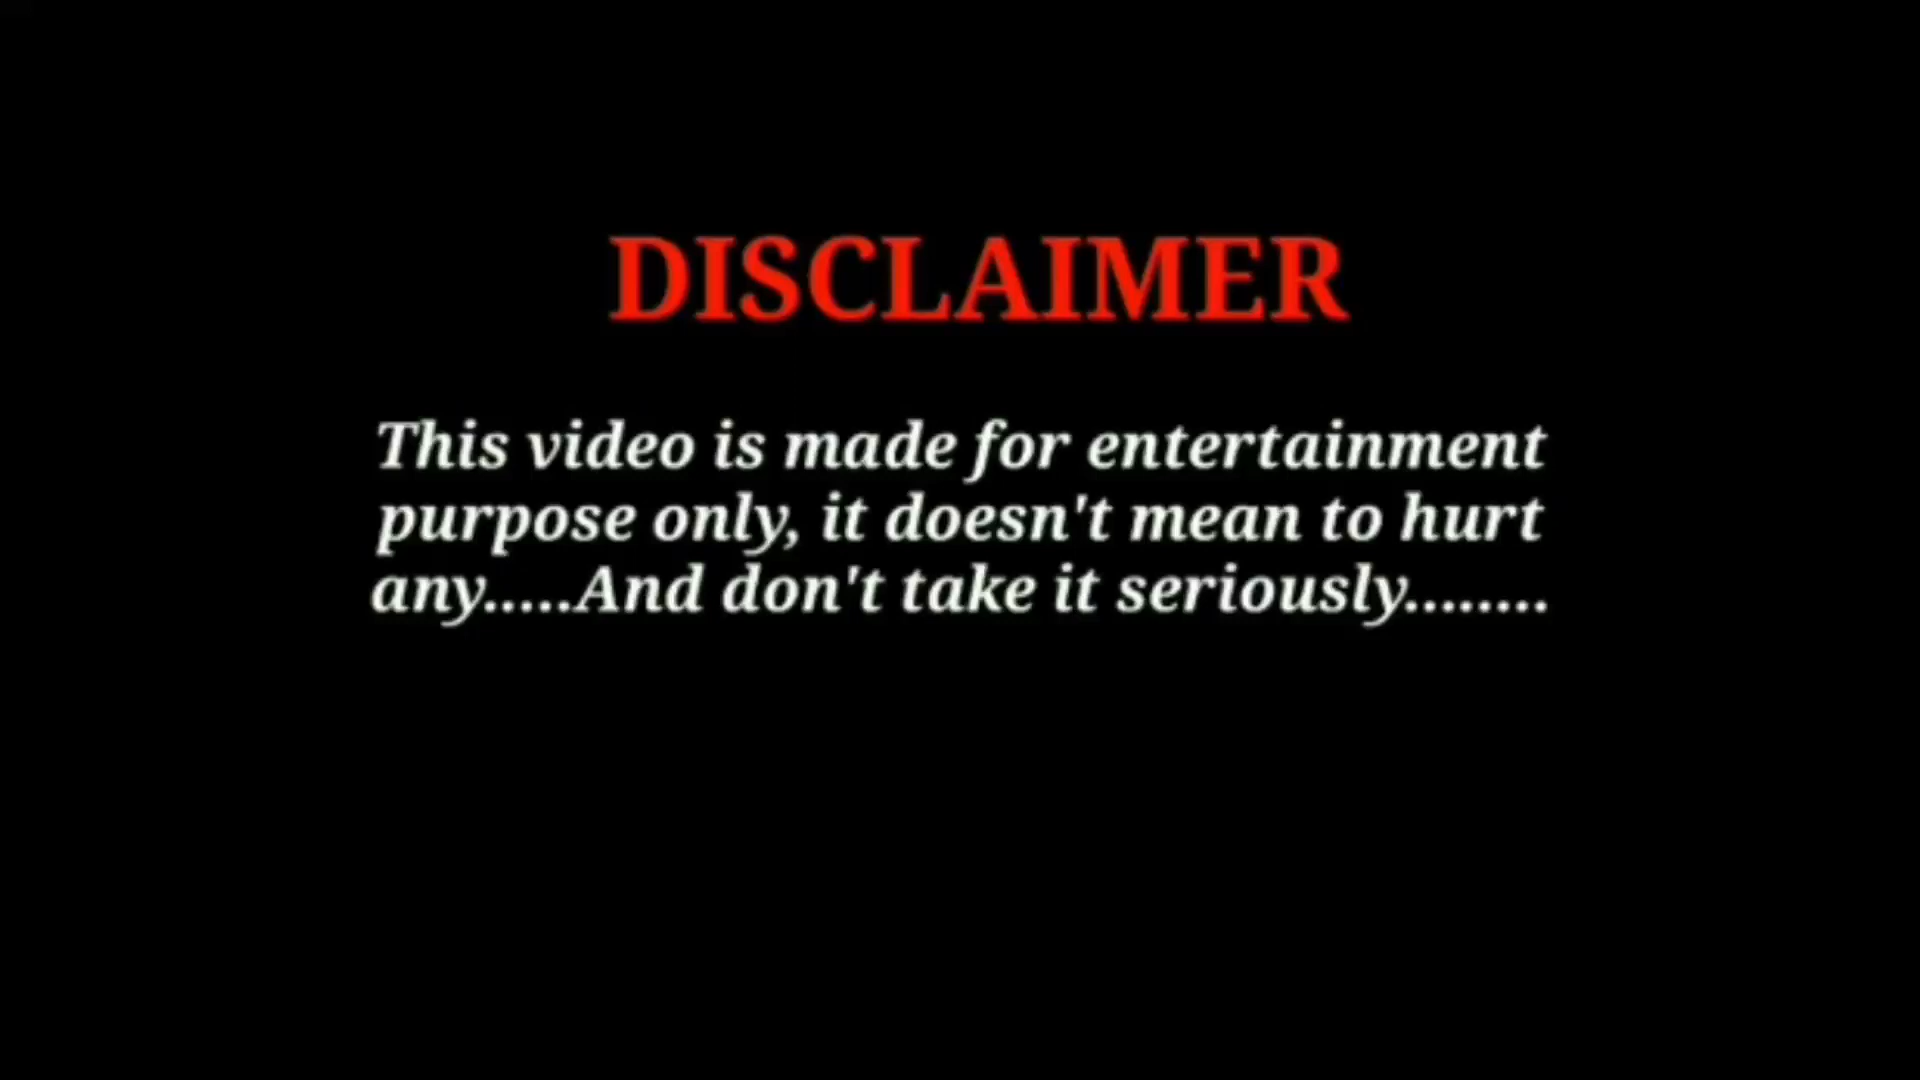 DISCLAIMER
This video is made for entertainment
purpose only, it doesn't mean to hurt
any.....And don't take it seriously........